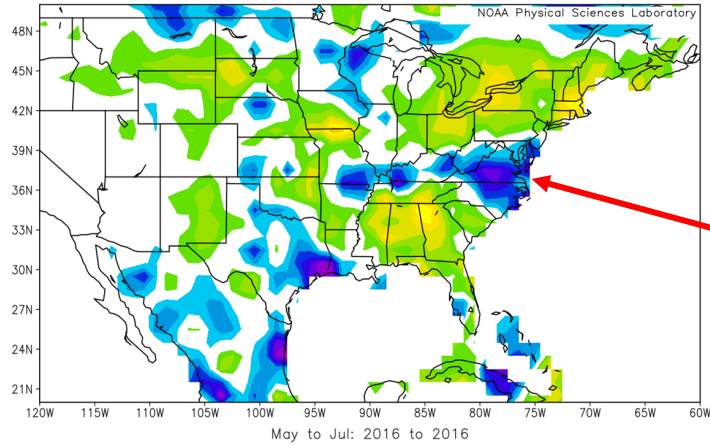 NOAA Physical Sciences Laboratory
48N
45N
42N
39N
36N
33N
30N
27N
24N
21N
120W 115W 110W 105W 100W 95W 90W 85W 80W 75W 70W 65W 60W
May to Jul: 2016 to 2016